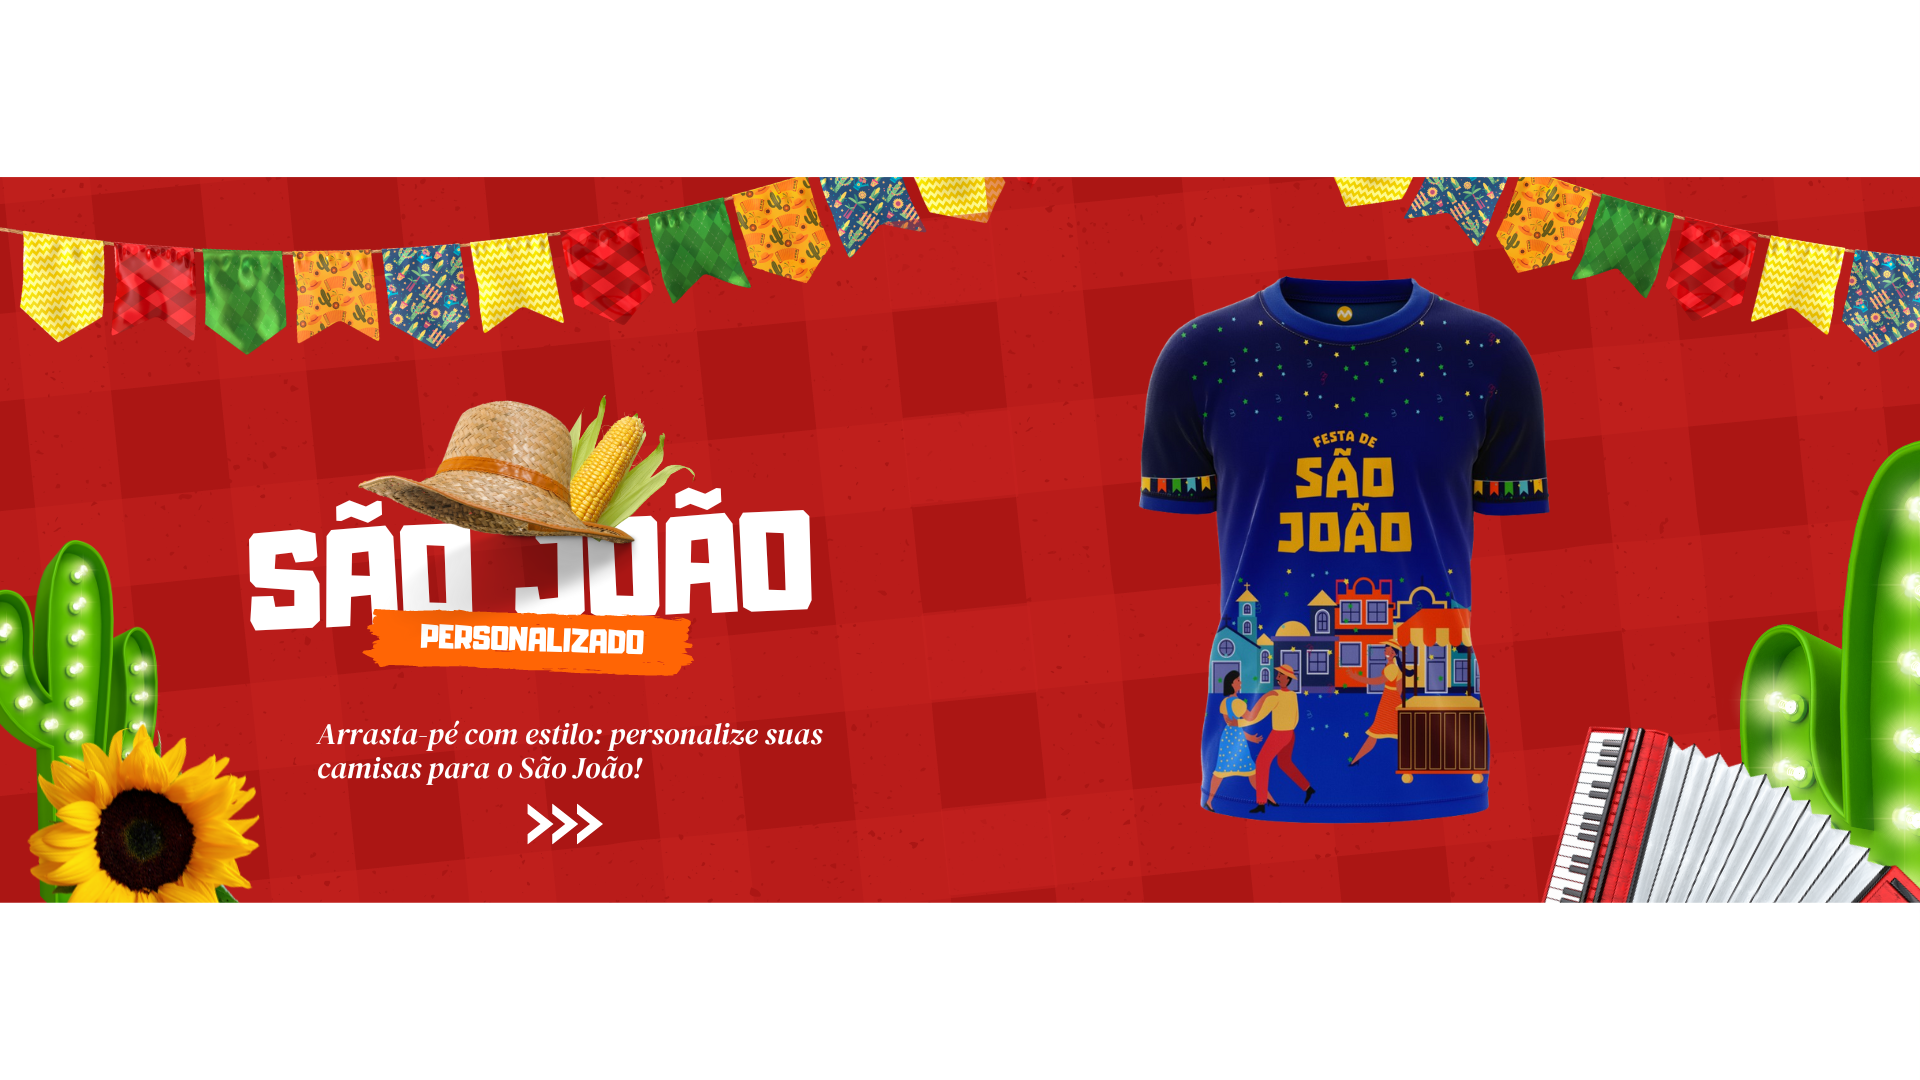 SÃO JOÃO
PERSONALIZADO
Arrasta-pé com estilo: personalize suas
camisas para o São João!
FESTA DE
SÃO
JOÃO